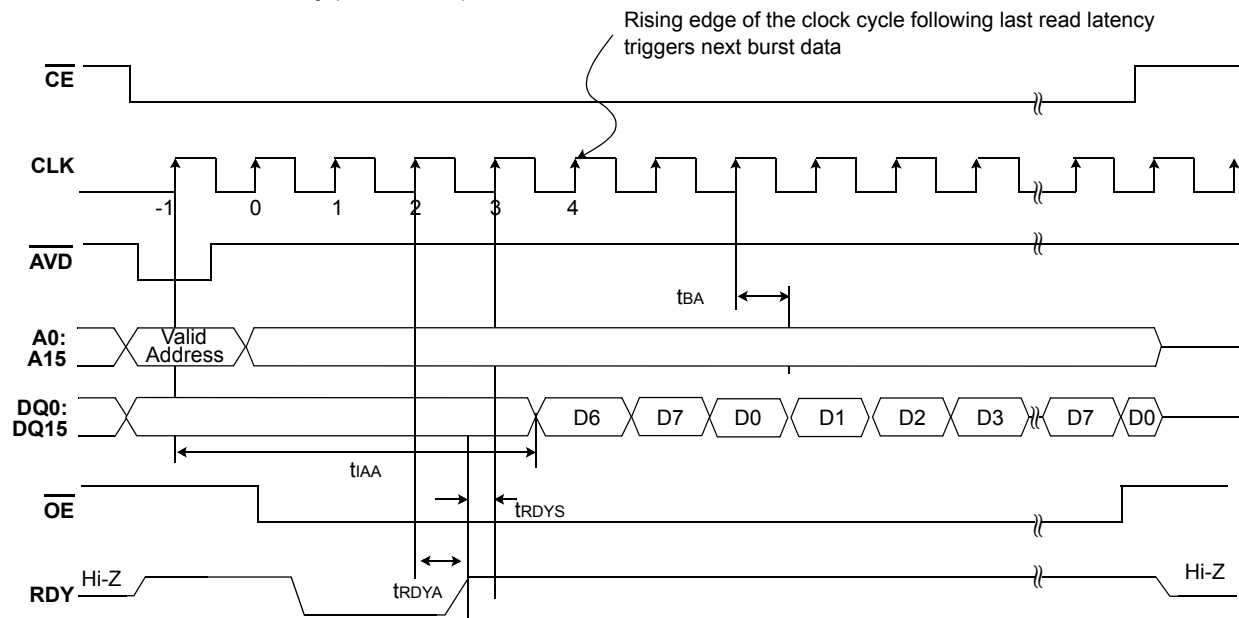 Rising edge of the clock cycle following last read latency
triggers next burst data
CE
CLK
-1 0 1 2 3 4
AVD
tBA
A0:
A15
Valid
Address
DQ0:
DQ15
D6 D7 D0 D1 D2 D3 D7 D0
tIAA
OE
tRDYS
Hi-Z
RDY
tRDYA
Hi-Z